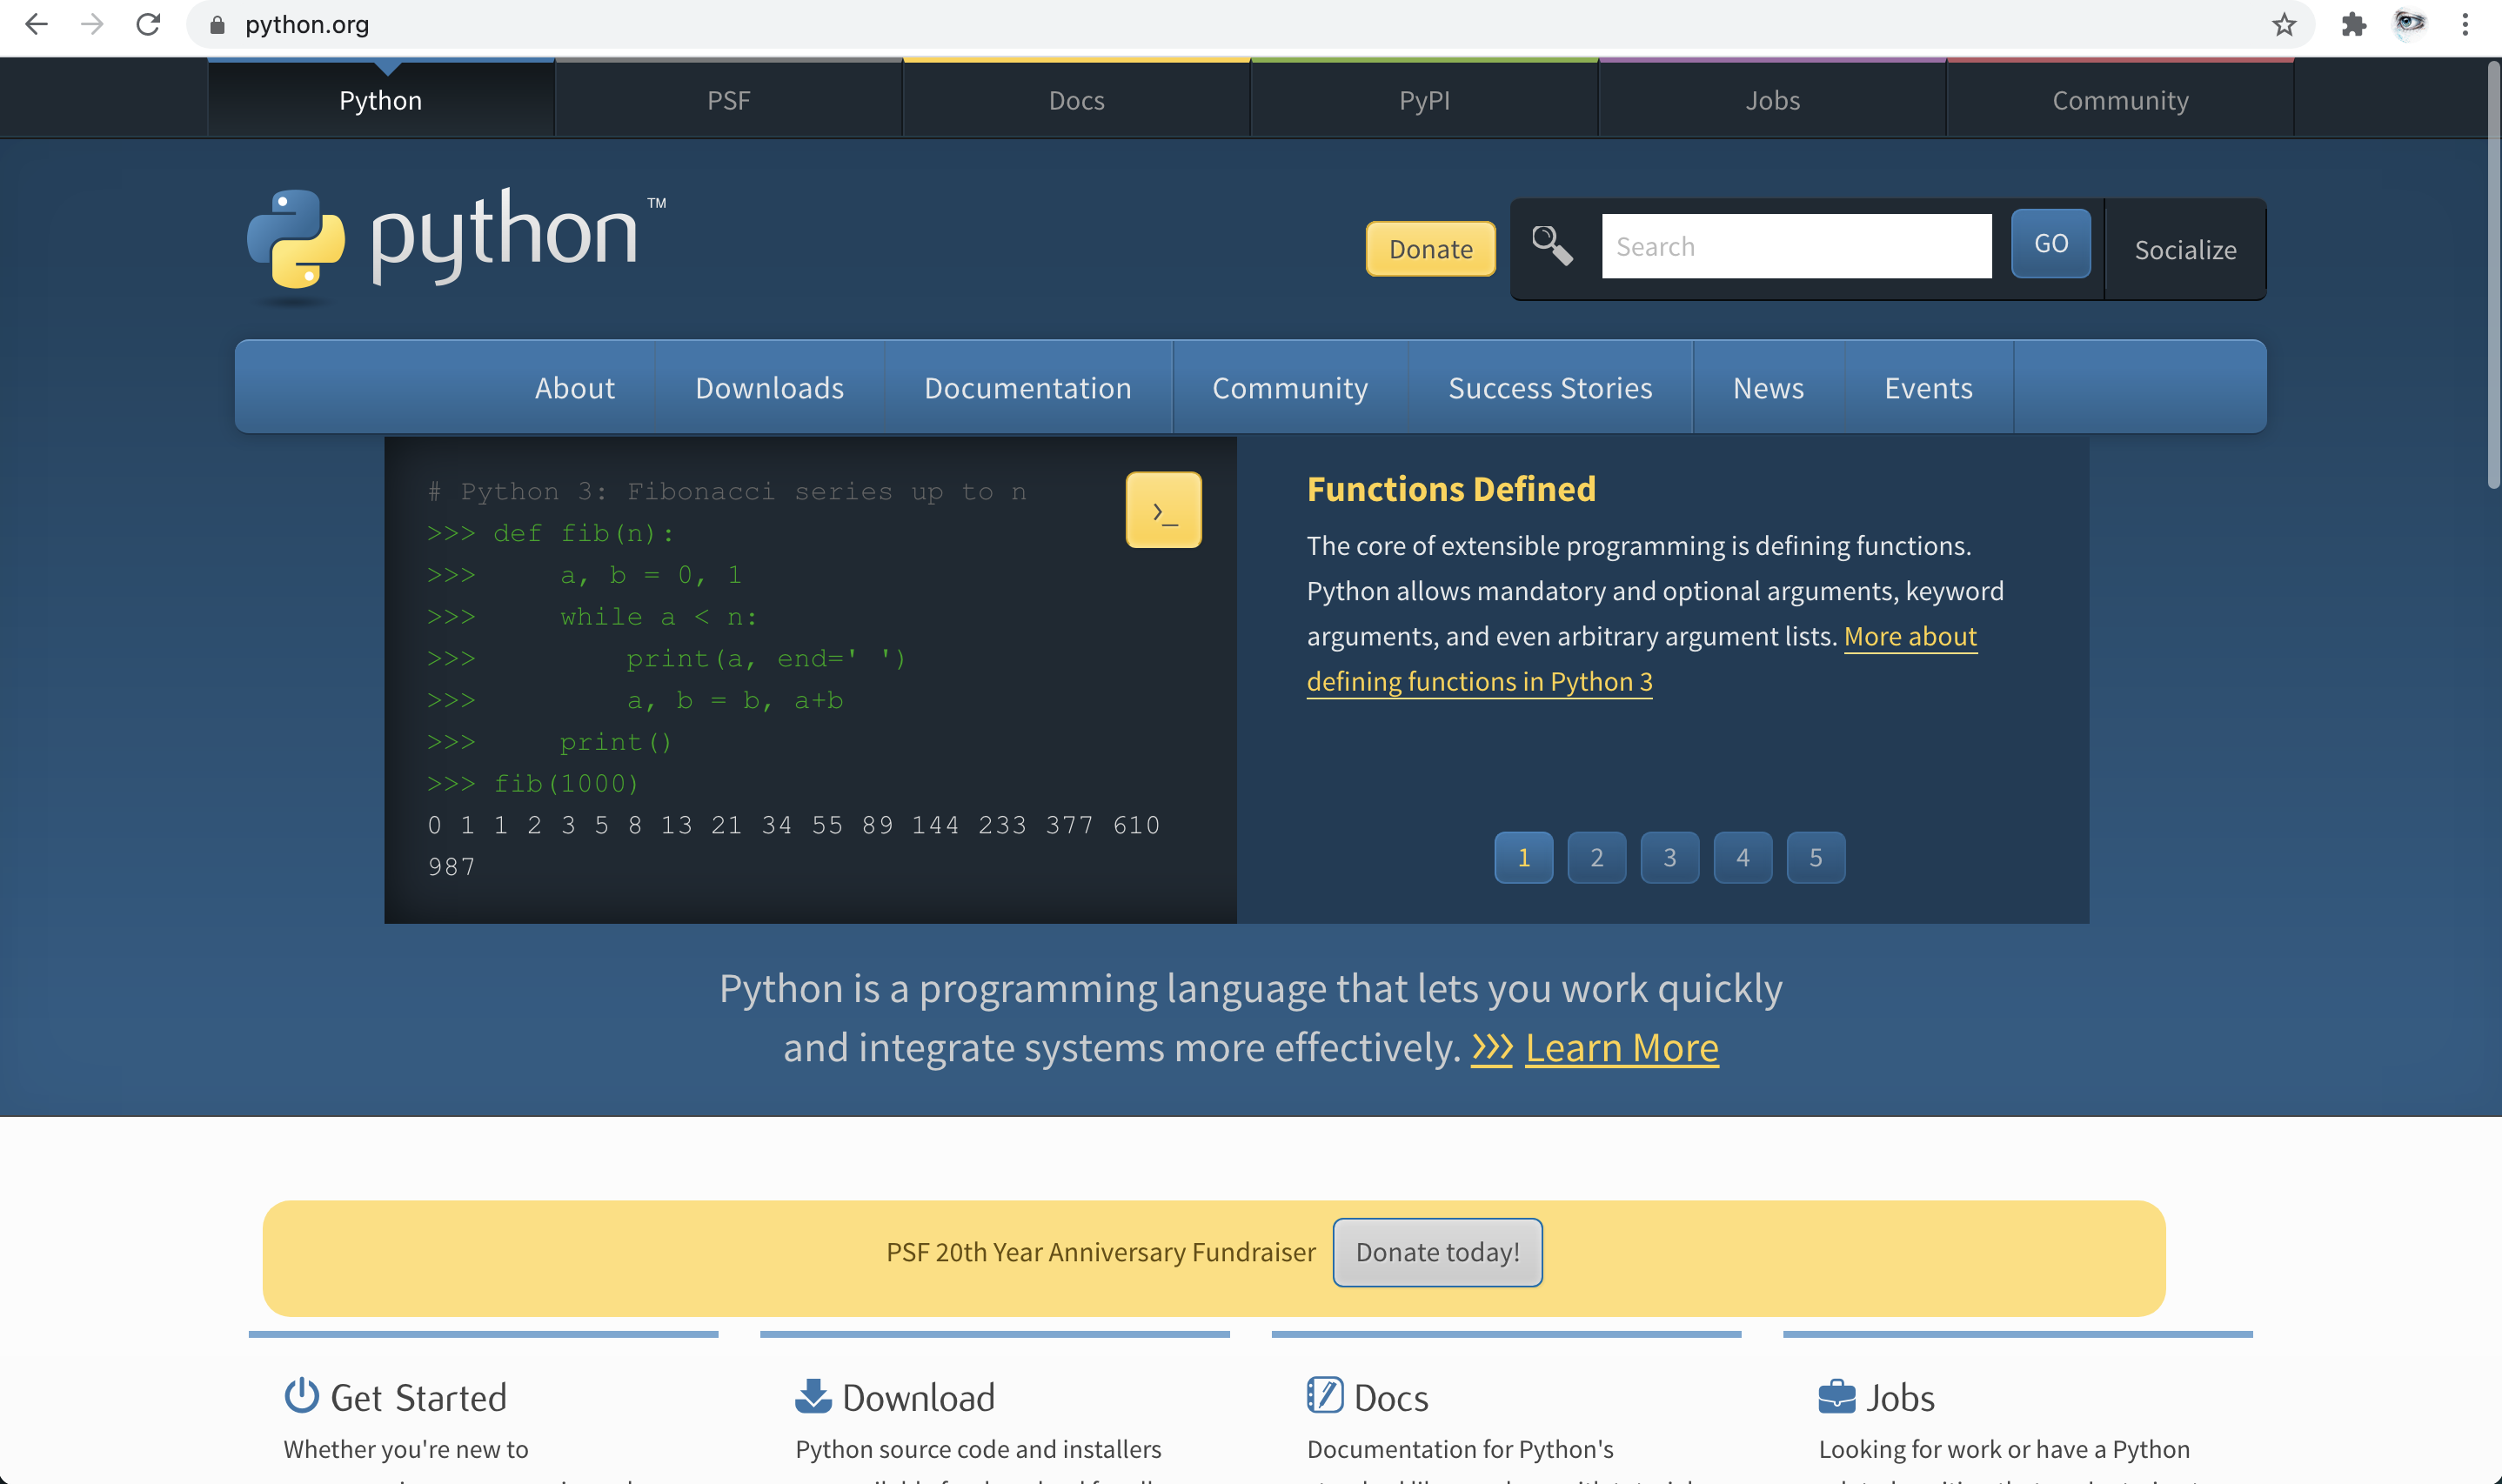 python.org
Python
PSF
Docs
PyPI
Jobs
Community
python™
Donate
Search
GO
Socialize
About
Downloads
Documentation
Community
Success Stories
News
Events
# Python 3: Fibonacci series up to n
>>> def fib(n):
>>>     a, b = 0, 1
>>>     while a < n:
>>>         print(a, end=' ')
>>>         a, b = b, a+b
>>>     print()
>>> fib(1000)
0 1 1 2 3 5 8 13 21 34 55 89 144 233 377 610
987
›_
Functions Defined
The core of extensible programming is defining functions.
Python allows mandatory and optional arguments, keyword
arguments, and even arbitrary argument lists. More about
defining functions in Python 3
1 2 3 4 5
Python is a programming language that lets you work quickly
and integrate systems more effectively. >>> Learn More
PSF 20th Year Anniversary Fundraiser
Donate today!
Get Started
Whether you're new to
Download
Python source code and installers
Docs
Documentation for Python's
Jobs
Looking for work or have a Python